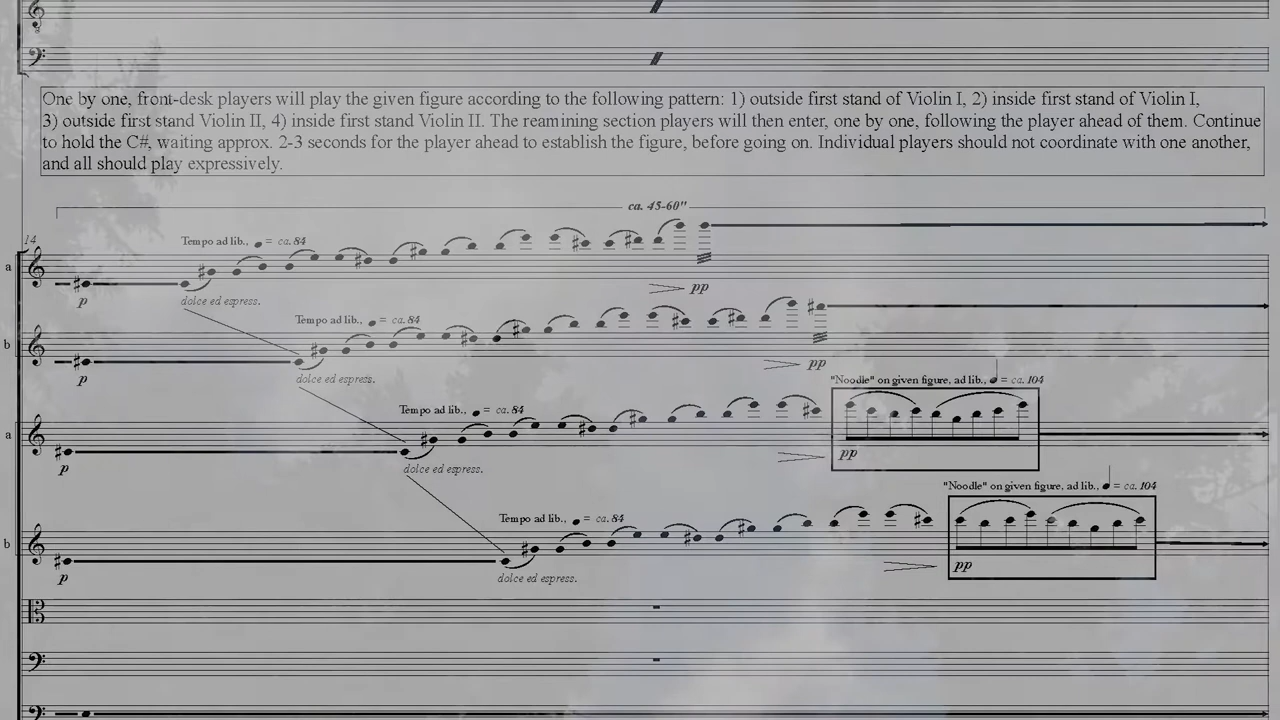 One by one, front-desk players will play the given figure according to the following pattern: 1) outside first stand of Violin I, 2) inside first stand of Violin I,
3) outside first stand Violin II, 4) inside first stand Violin II. The reamining section players will then enter, one by one, following the player ahead of them. Continue
to hold the C#, waiting approx. 2-3 seconds for the player ahead to establish the figure, before going on. Individual players should not coordinate with one another,
and all should play expressively.
ca. 45-60"
14
Tempo ad lib., ♩ = ca. 84
a
p
dolce ed espress.
pp
Tempo ad lib., ♩ = ca. 84
b
p
dolce ed espress.
pp
"Noodle" on given figure, ad lib., ♩ = ca. 104
Tempo ad lib., ♩ = ca. 84
a
p
dolce ed espress.
pp
"Noodle" on given figure, ad lib., ♩ = ca. 104
Tempo ad lib., ♩ = ca. 84
b
p
dolce ed espress.
pp